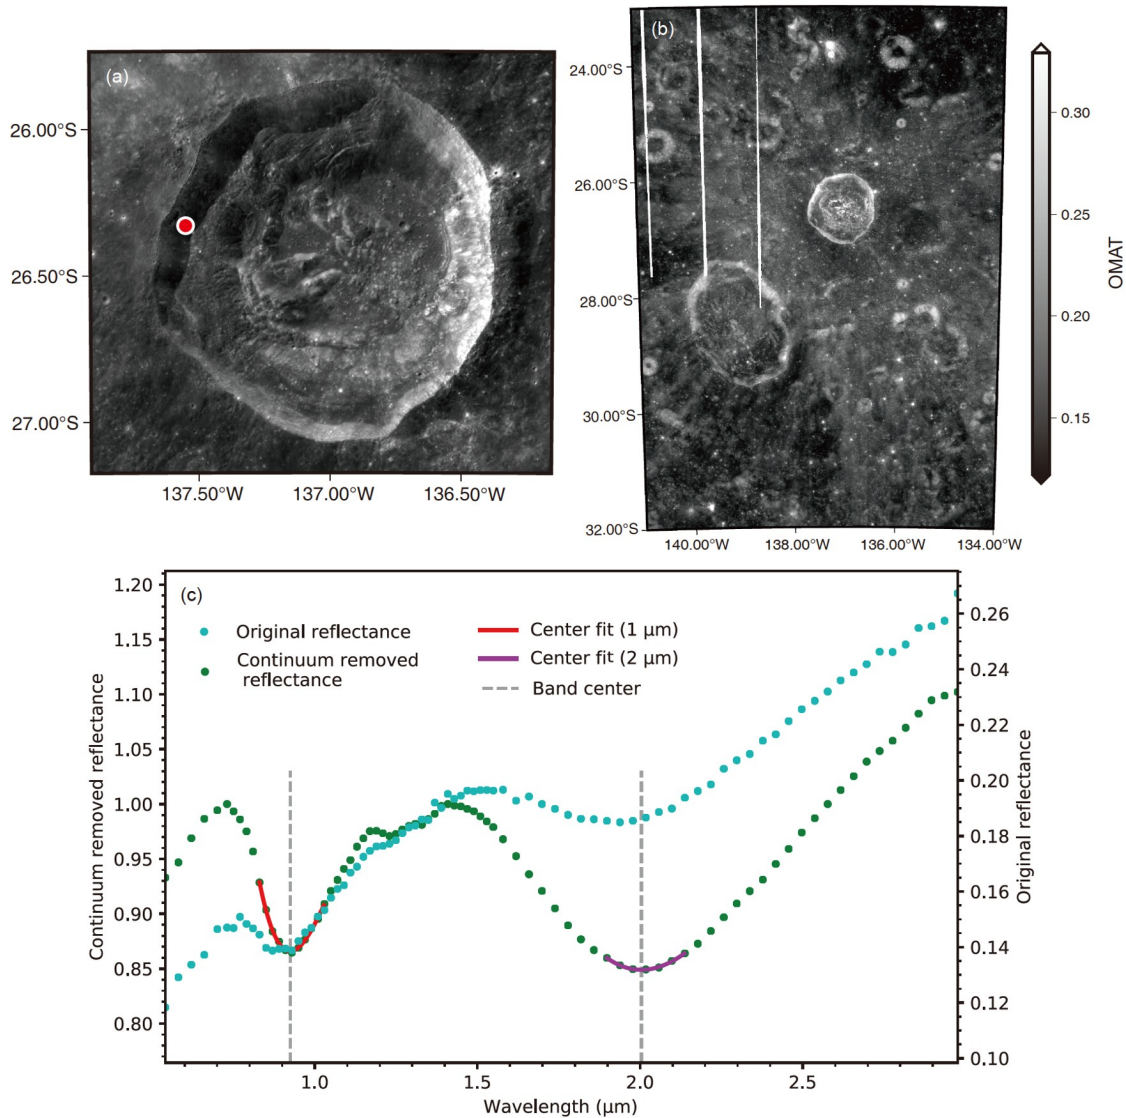 (a)
26.00°S
26.50°S
27.00°S
137.50°W
137.00°W
136.50°W
(b)
24.00°S
26.00°S
28.00°S
30.00°S
32.00°S
140.00°W
138.00°W
136.00°W
134.00°W
0.30
0.25
0.20
0.15
OMAT
(c)
1.20
1.15
1.10
1.05
1.00
0.95
0.90
0.85
0.80
Continuum removed reflectance
Original reflectance
Continuum removed
reflectance
Center fit (1 μm)
Center fit (2 μm)
Band center
0.26
0.24
0.22
0.20
0.18
0.16
0.14
0.12
0.10
Original reflectance
1.0
1.5
2.0
2.5
Wavelength (μm)